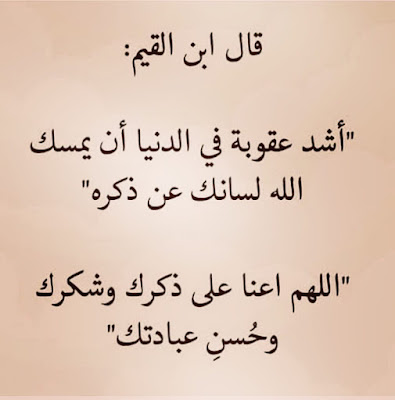 قال ابن القيم:
"أشد عقوبة في الدنيا أن يمسك
الله لسانك عن ذكره"
"اللهم اعنا على ذكرك وشكرك
وحُسنِ عبادتك"